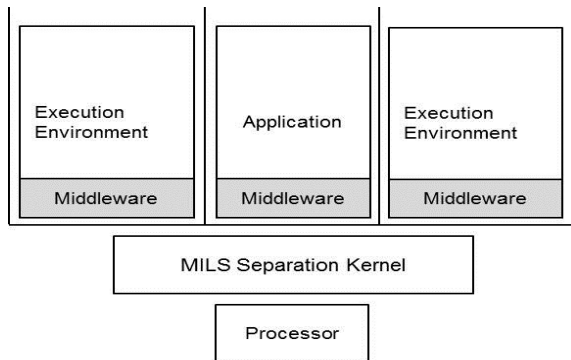 Execution
Environment
Application
Execution
Environment
Middleware
Middleware
Middleware
MILS Separation Kernel
Processor